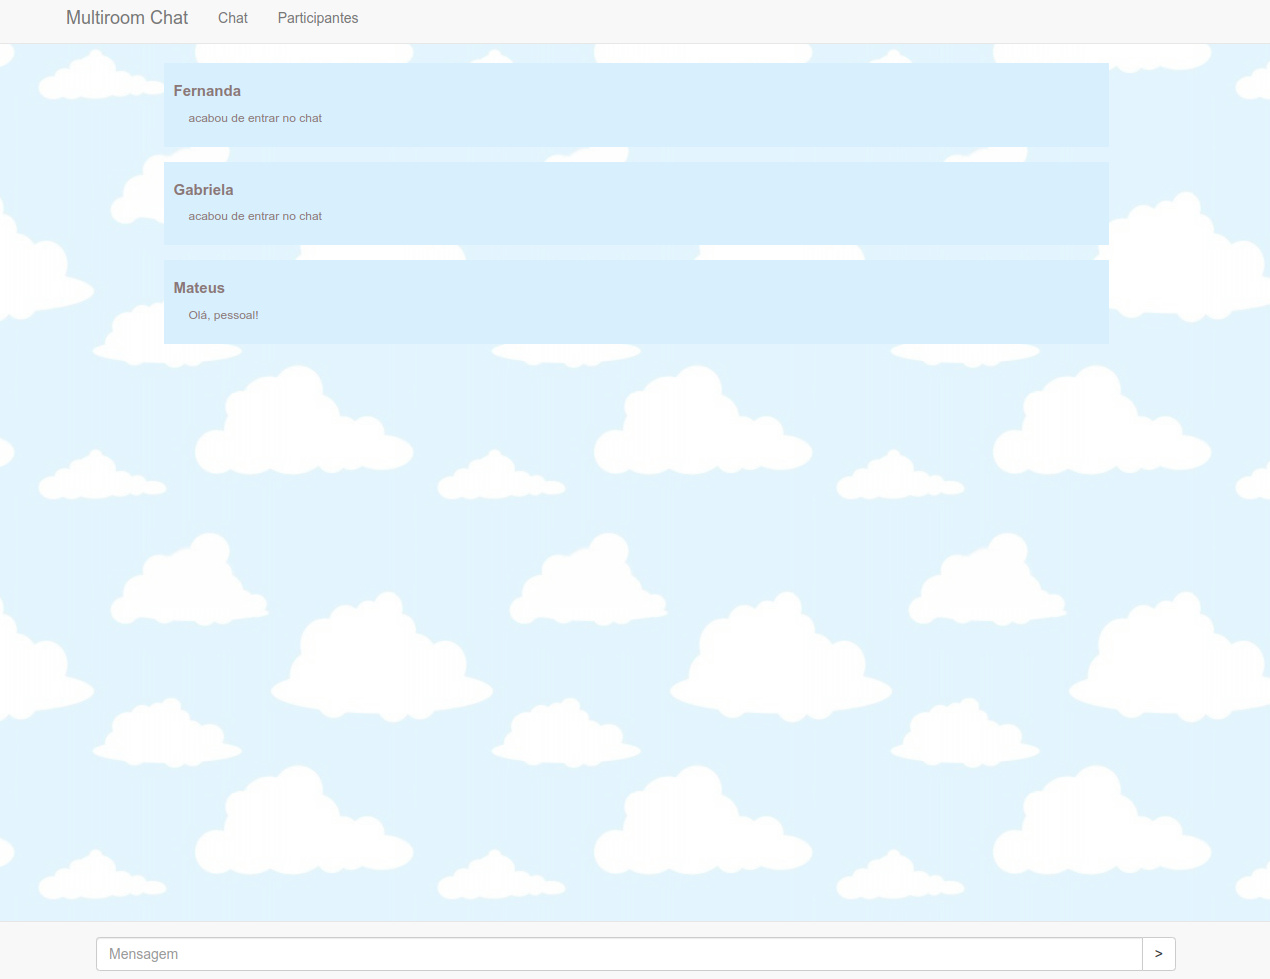 Multiroom Chat Chat Participantes
Fernanda
acabou de entrar no chat
Gabriela
acabou de entrar no chat
Mateus
Olá, pessoal!
Mensagem >